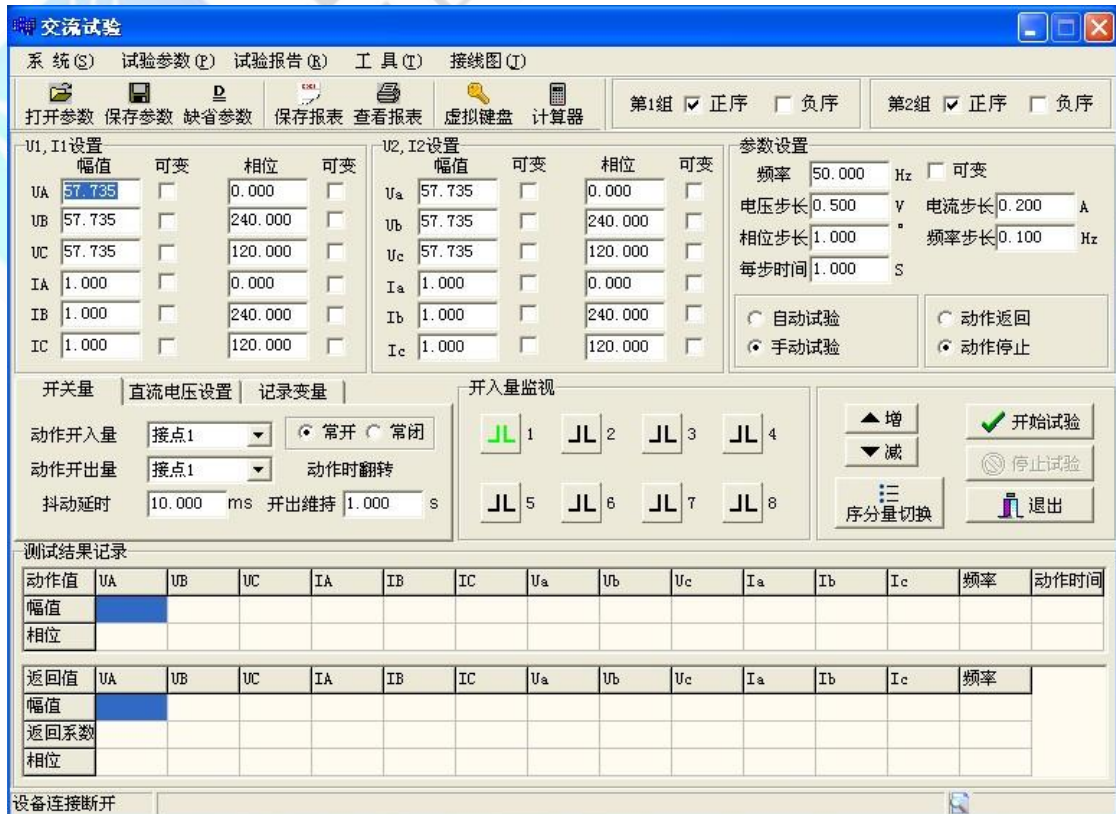 交流试验
系 统(S) 试验参数(P) 试验报告(R) 工 具(T) 接线图(J)
打开参数 保存参数 缺省参数 保存报表 查看报表 虚拟键盘 计算器 第1组 正序 负序 第2组 正序 负序
U1,I1设置
幅值 可变 相位 可变
UA 57.735 0.000
UB 57.735 240.000
UC 57.735 120.000
IA 1.000 0.000
IB 1.000 240.000
IC 1.000 120.000
U2,I2设置
幅值 可变 相位 可变
Ua 57.735 0.000
Ub 57.735 240.000
Uc 57.735 120.000
Ia 1.000 0.000
Ib 1.000 240.000
Ic 1.000 120.000
参数设置
频率 50.000 Hz 可变
电压步长 0.500 V 电流步长 0.200 A
相位步长 1.000 ° 频率步长 0.100 Hz
每步时间 1.000 S
自动试验 动作返回
手动试验 动作停止
开关量 直流电压设置 记录变量
动作开入量 接点1 常开 常闭
动作开出量 接点1 动作时翻转
抖动延时 10.000 ms 开出维持 1.000 s
开入量监视
1 2 3 4
5 6 7 8
增 开始试验
减 停止试验
序分量切换 退出
测试结果记录
动作值 UA UB UC IA IB IC Ua Ub Uc Ia Ib Ic 频率 动作时间
幅值
相位
返回值 UA UB UC IA IB IC Ua Ub Uc Ia Ib Ic 频率
幅值
返回系数
相位
设备连接断开